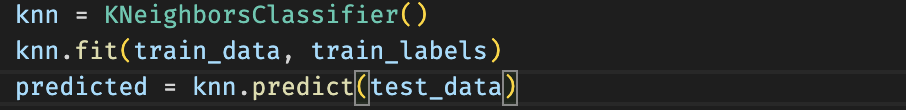 knn = KNeighborsClassifier()
knn.fit(train_data, train_labels)
predicted = knn.predict(test_data)